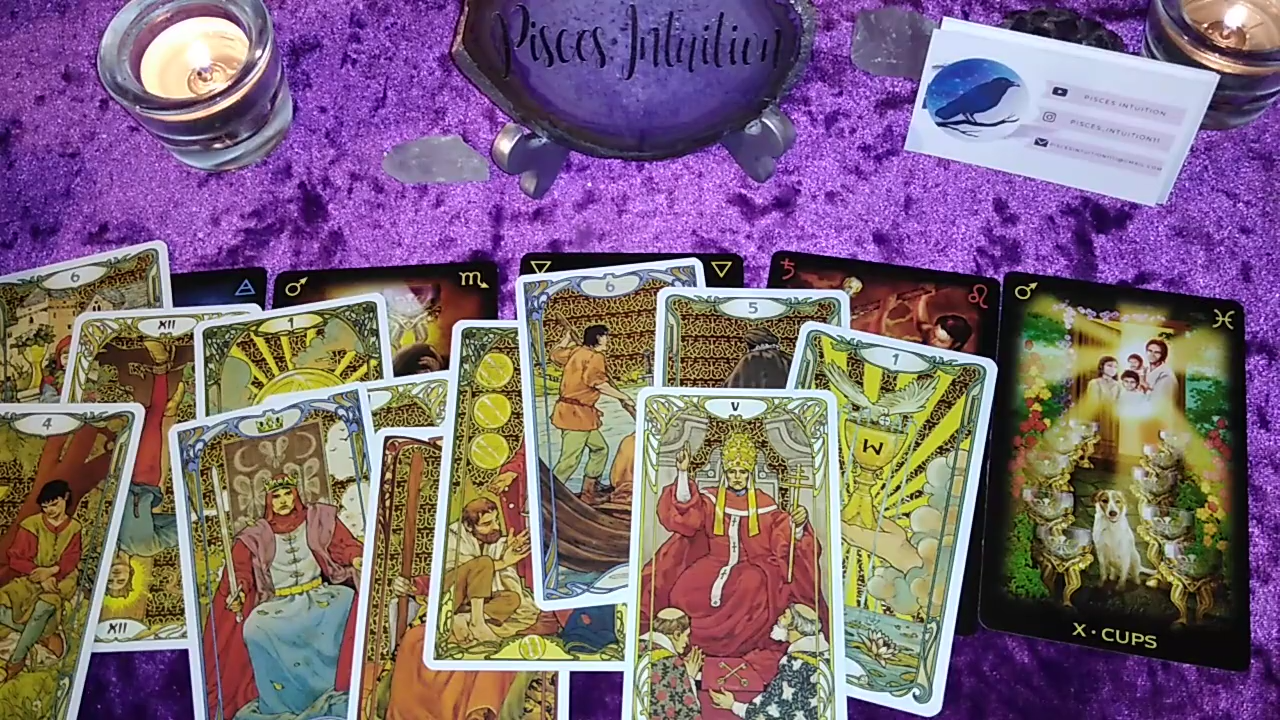 Pisces Intuition
PISCES INTUITION
PISCES_INTUITION11
6
XII
1
6
5
1
4
V
M
XII
X • CUPS